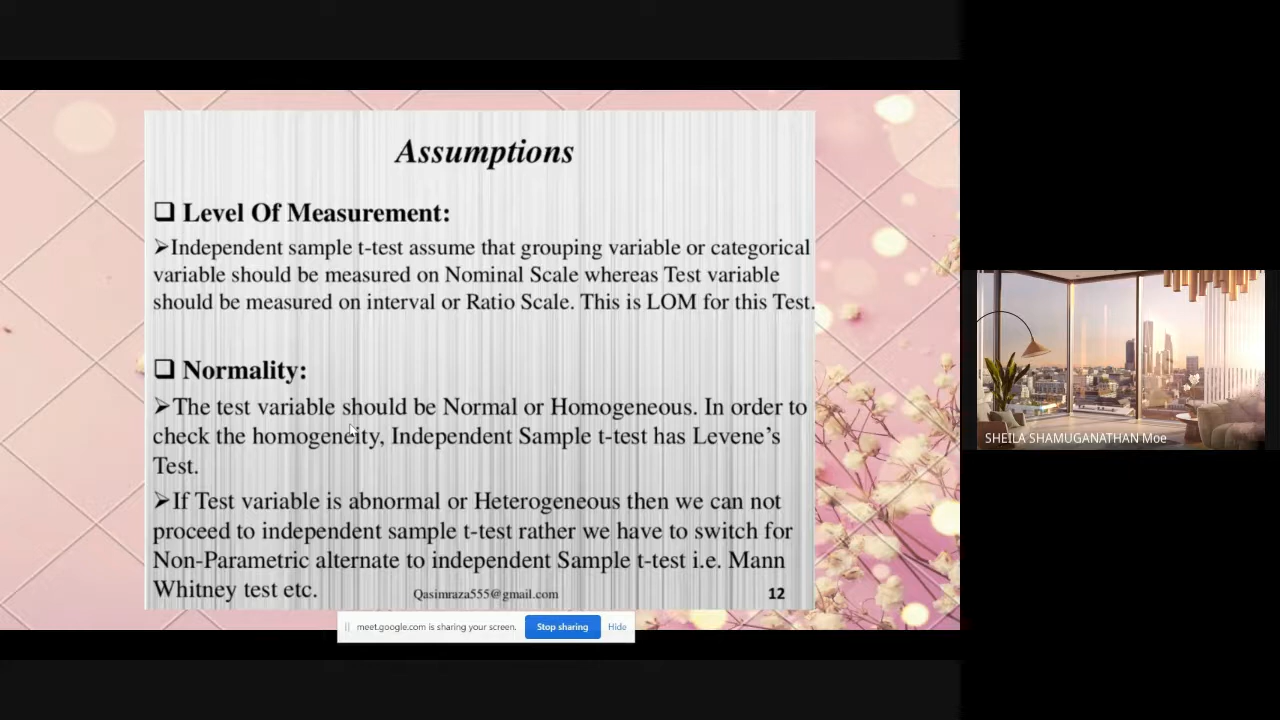 Assumptions
❑ Level Of Measurement:
➢Independent sample t-test assume that grouping variable or categorical
variable should be measured on Nominal Scale whereas Test variable
should be measured on interval or Ratio Scale. This is LOM for this Test.
❑ Normality:
➢The test variable should be Normal or Homogeneous. In order to
check the homogeneity, Independent Sample t-test has Levene’s
Test.
➢If Test variable is abnormal or Heterogeneous then we can not
proceed to independent sample t-test rather we have to switch for
Non-Parametric alternate to independent Sample t-test i.e. Mann
Whitney test etc.
Qasimraza555@gmail.com
12
meet.google.com is sharing your screen. Stop sharing Hide
SHEILA SHAMUGANATHAN Moe